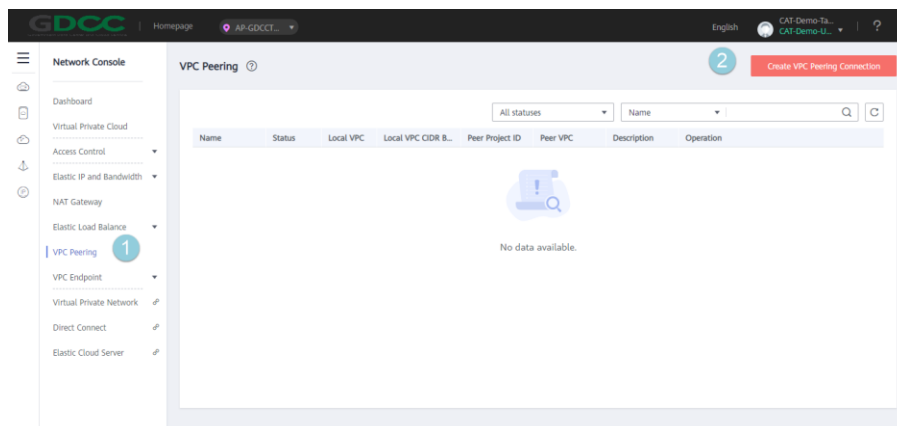 GDCC
Homepage
AP-GDCCT...
English
CAT-Demo-Ta...
CAT-Demo-U...
?
Network Console
Dashboard
Virtual Private Cloud
Access Control
Elastic IP and Bandwidth
NAT Gateway
Elastic Load Balance
VPC Peering
1
VPC Endpoint
Virtual Private Network
Direct Connect
Elastic Cloud Server
VPC Peering ?
2
Create VPC Peering Connection
All statuses
Name
Name Status Local VPC Local VPC CIDR B... Peer Project ID Peer VPC Description Operation
No data available.